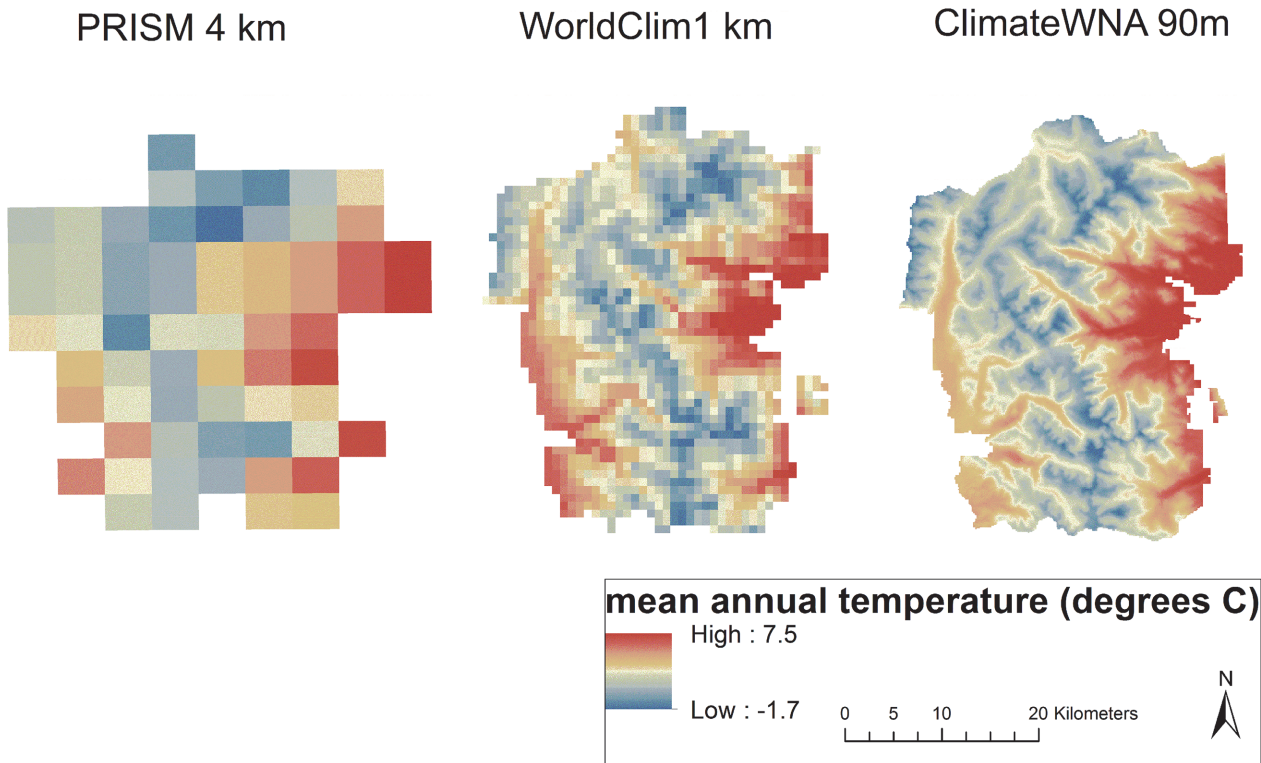 PRISM 4 km
WorldClim1 km
ClimateWNA 90m
mean annual temperature (degrees C)
High : 7.5
Low : -1.7
0 5 10 20 Kilometers
N